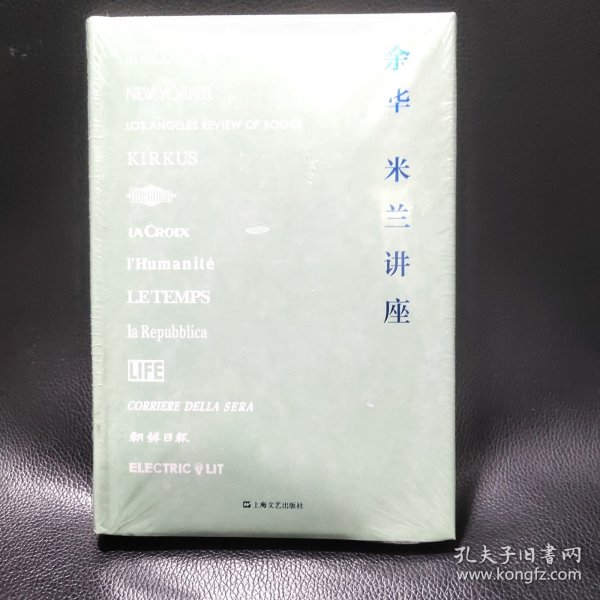 余华 米兰讲座
NEW YORKER
LOS ANGELES REVIEW OF BOOKS
KIRKUS
LA CROIX
l'Humanité
LE TEMPS
la Repubblica
LIFE
CORRIERE DELLA SERA
朝鮮日報
ELECTRIC LIT
上海文艺出版社
孔夫子旧书网
www.kongfz.com